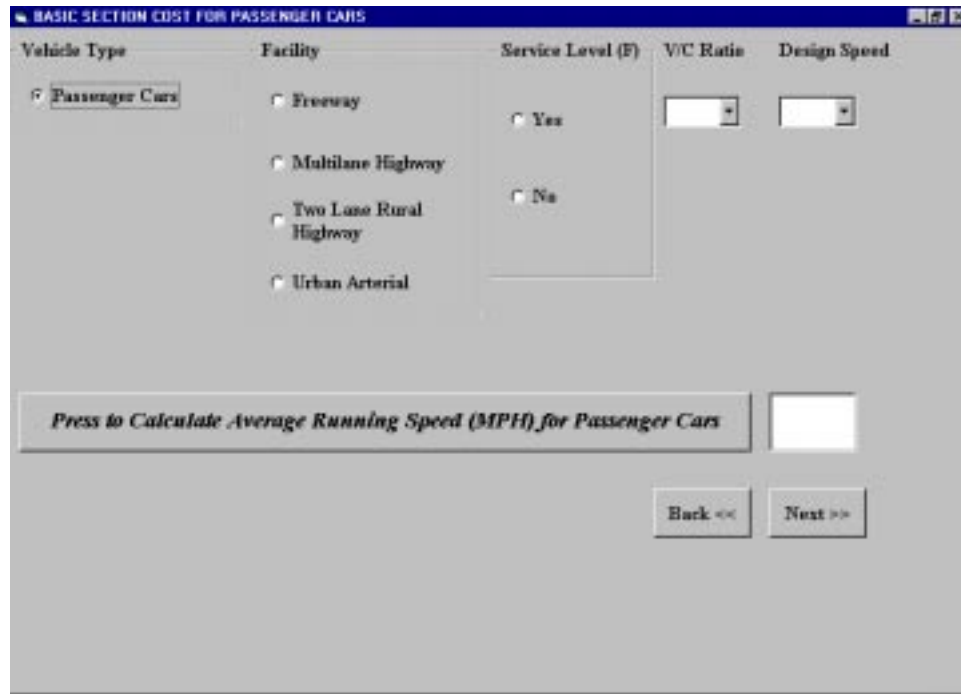 BASIC SECTION COST FOR PASSENGER CARS
Vehicle Type
Facility
Service Level (F)
V/C Ratio
Design Speed
Passenger Cars
Freeway
Yes
Multilane Highway
No
Two Lane Rural
Highway
Urban Arterial
Press to Calculate Average Running Speed (MPH) for Passenger Cars
Back <<
Next >>